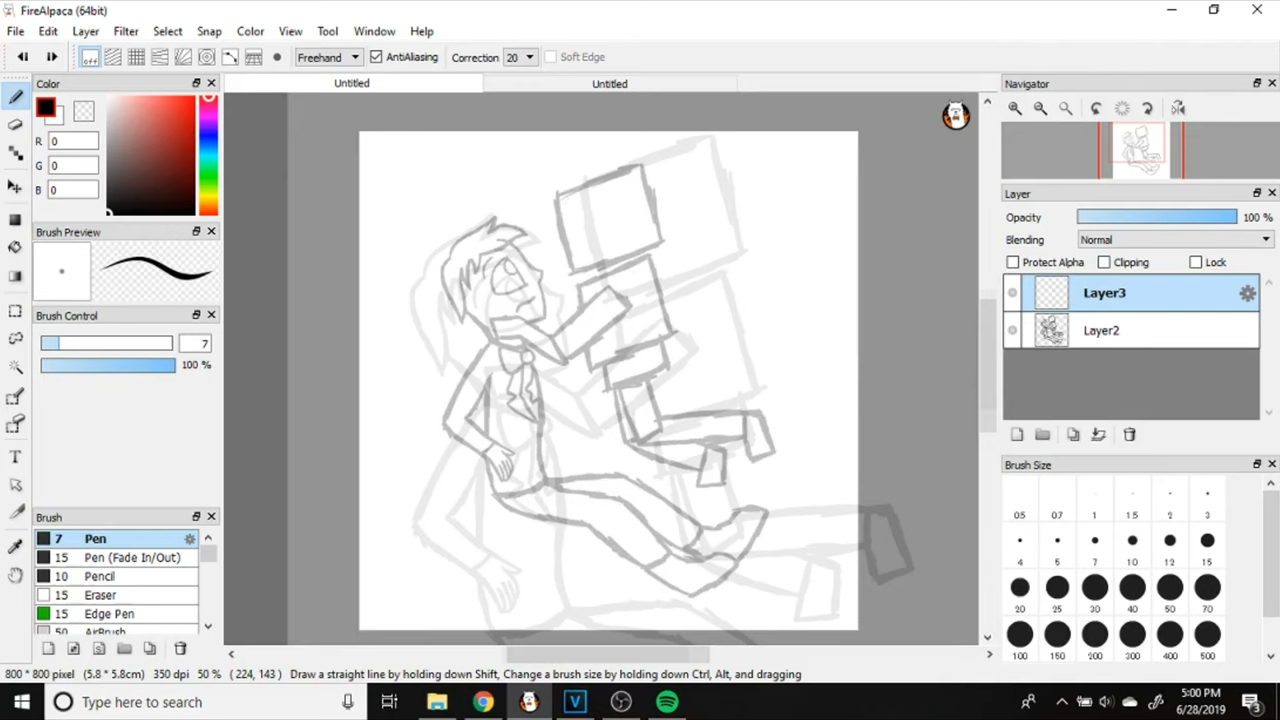 FireAlpaca (64bit)
File Edit Layer Filter Select Snap Color View Tool Window Help
off Freehand AntiAliasing Correction 20 Soft Edge
Color
Untitled Untitled
Navigator
R 0
G 0
B 0
Layer
Opacity 100 %
Brush Preview
Blending Normal
Protect Alpha Clipping Lock
Layer3
Brush Control
Layer2
7
100 %
Brush Size
05 07 1 1.5 2 3
Brush
7 Pen
4 5 7 10 12 15
15 Pen (Fade In/Out)
10 Pencil
15 Eraser
20 25 30 40 50 70
15 Edge Pen
50 AirBrush
100 150 200 300 400 500
800 * 800 pixel (5.8 * 5.8cm) 350 dpi 50 % ( 224, 143 ) Draw a straight line by holding down Shift, Change a brush size by holding down Ctrl, Alt, and dragging
Type here to search
5:00 PM
6/28/2019
3